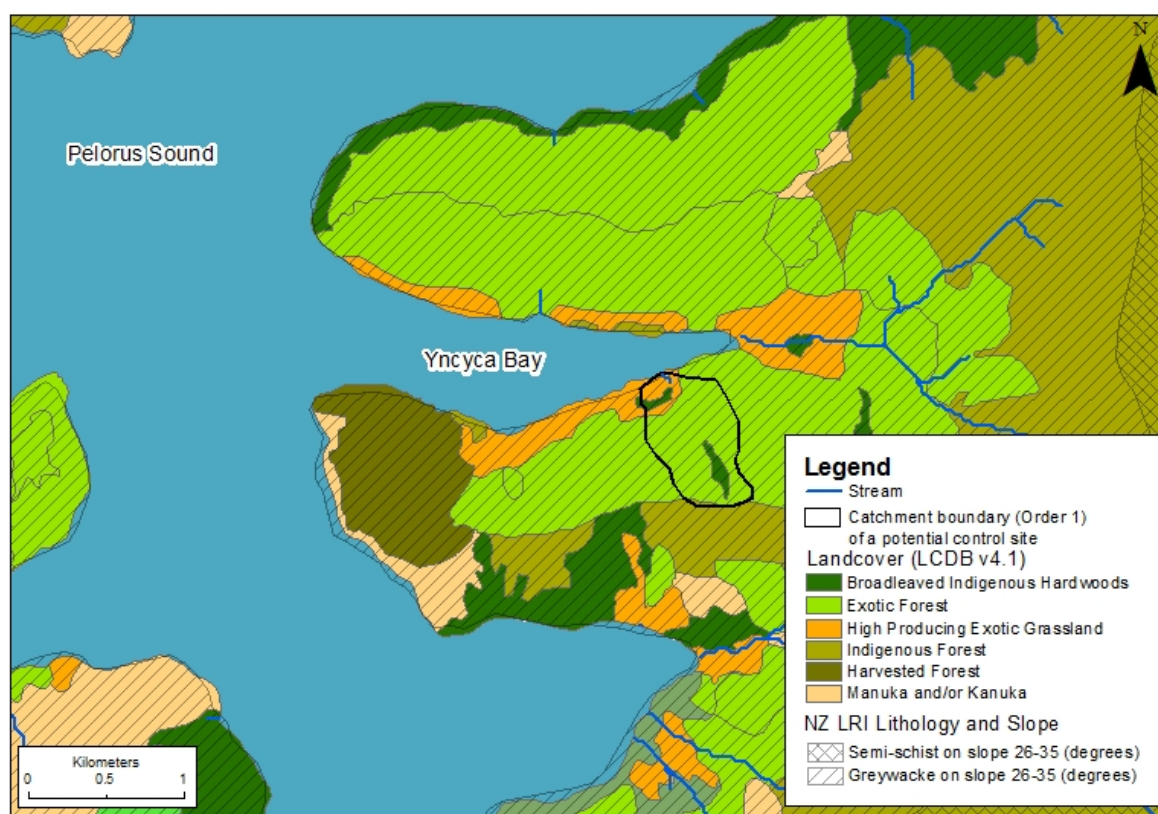 N
Pelorus Sound
Yncyca Bay
Legend
Stream
Catchment boundary (Order 1)
of a potential control site
Landcover (LCDB v4.1)
Broadleaved Indigenous Hardwoods
Exotic Forest
High Producing Exotic Grassland
Indigenous Forest
Harvested Forest
Manuka and/or Kanuka
NZ LRI Lithology and Slope
Semi-schist on slope 26-35 (degrees)
Greywacke on slope 26-35 (degrees)
Kilometers
0 0.5 1